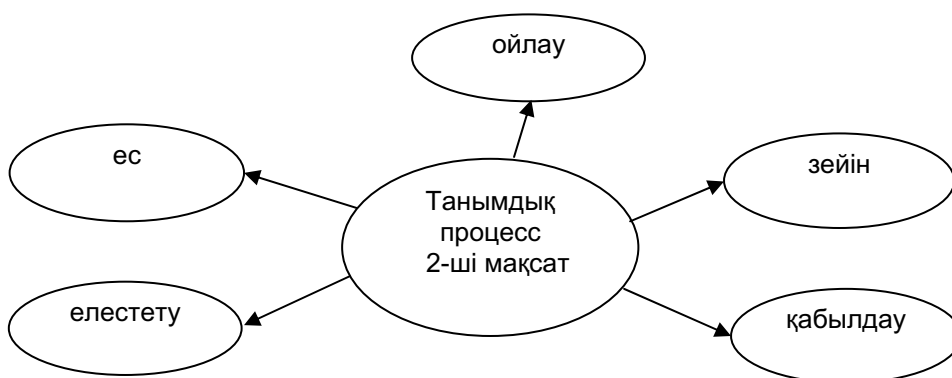 ойлау
ес
зейін
Танымдық
процесс
2-ші мақсат
елестету
қабылдау